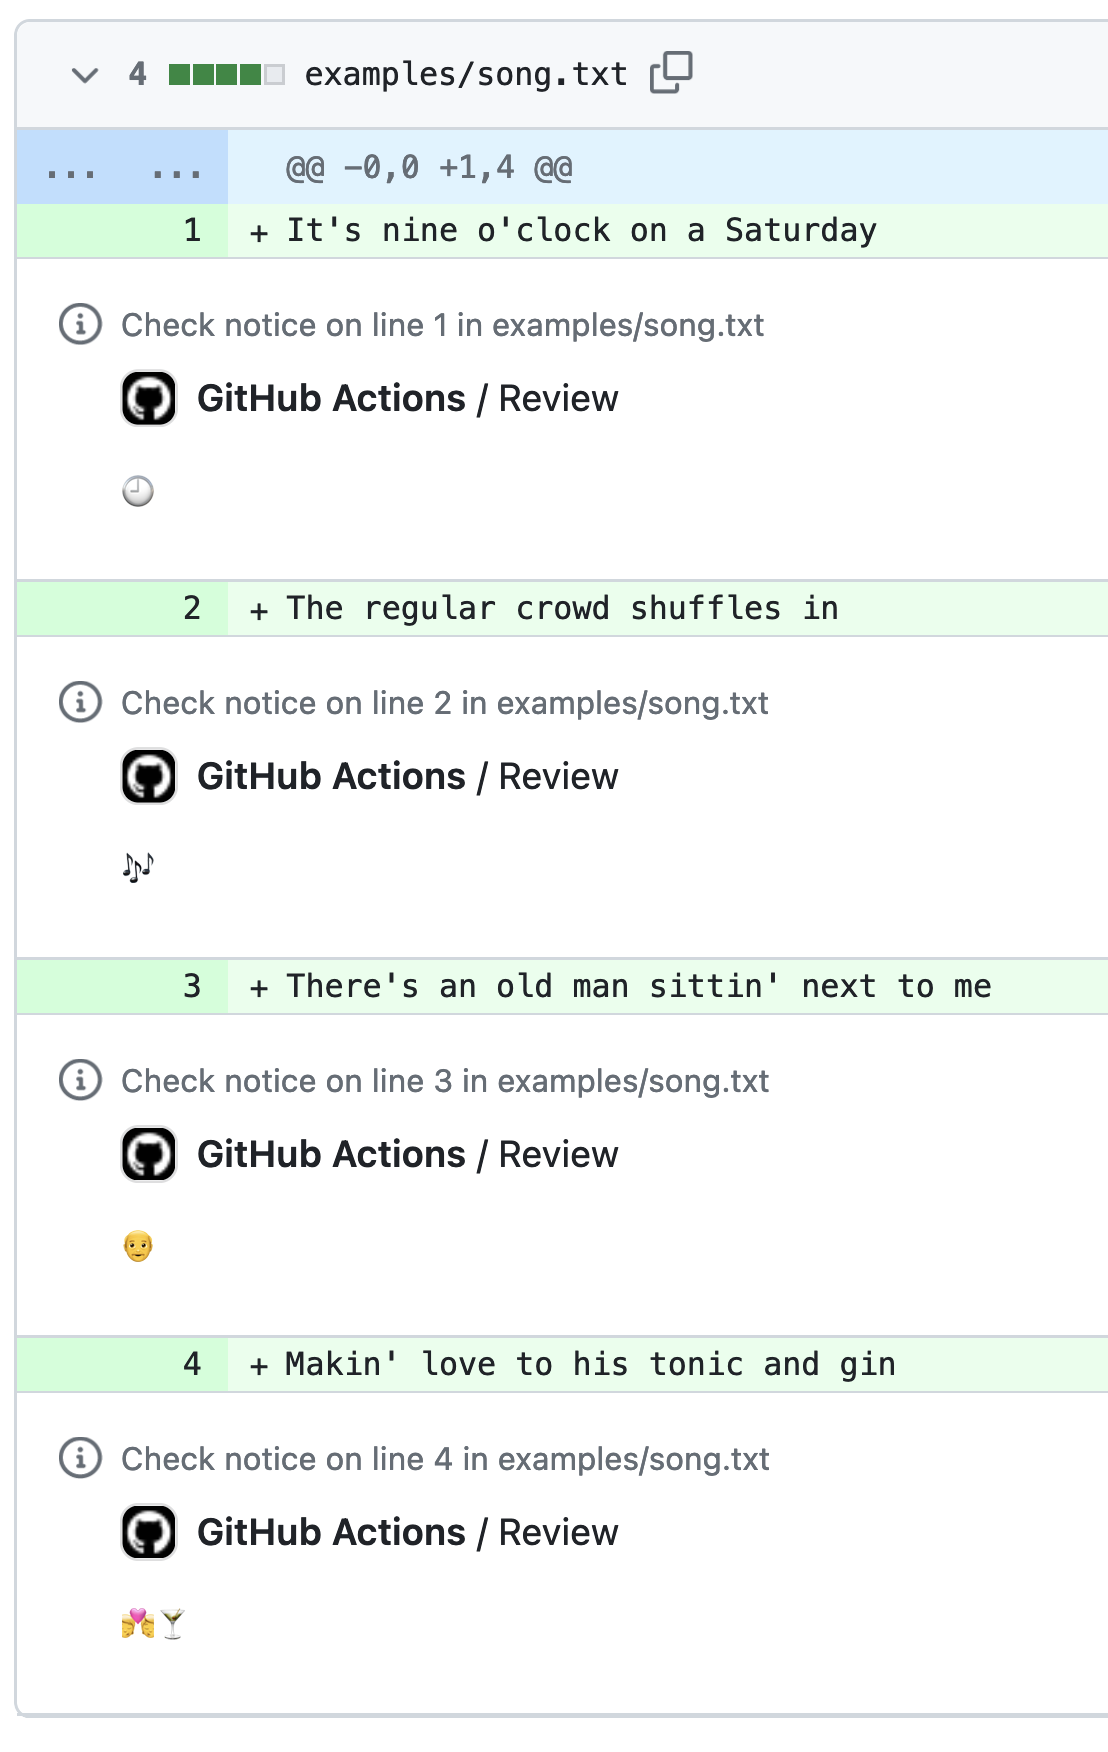 4 examples/song.txt
... ... @@ -0,0 +1,4 @@
1 + It's nine o'clock on a Saturday
Check notice on line 1 in examples/song.txt
GitHub Actions / Review
🕘
2 + The regular crowd shuffles in
Check notice on line 2 in examples/song.txt
GitHub Actions / Review
🎶
3 + There's an old man sittin' next to me
Check notice on line 3 in examples/song.txt
GitHub Actions / Review
👴
4 + Makin' love to his tonic and gin
Check notice on line 4 in examples/song.txt
GitHub Actions / Review
💏🍸